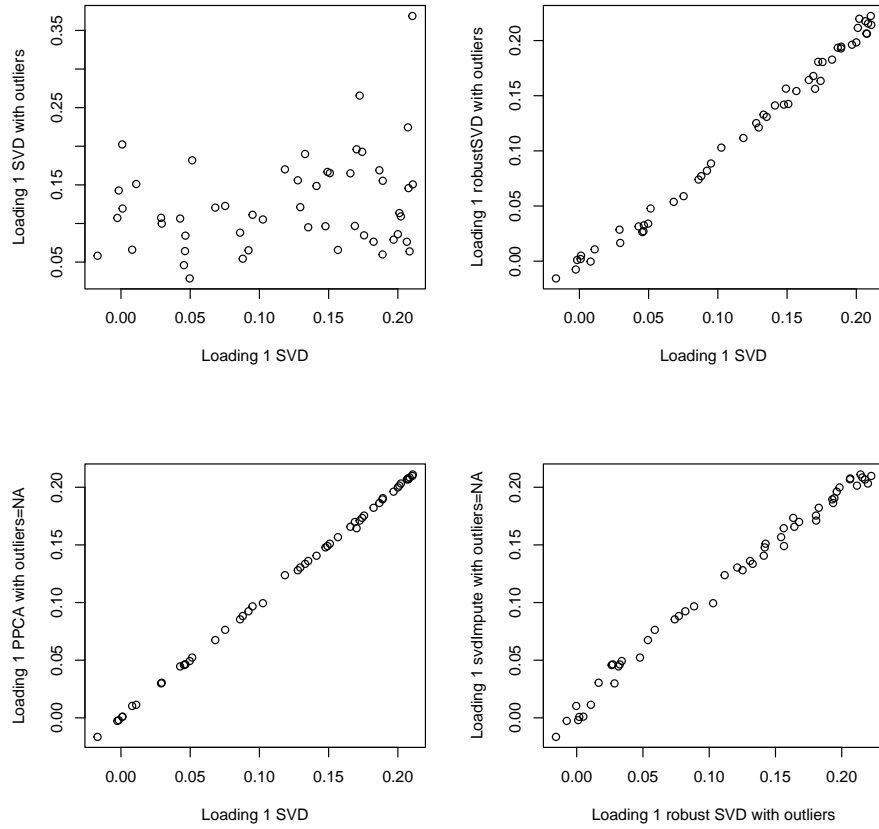 0.05 0.15 0.25 0.35
Loading 1 SVD with outliers
0.00 0.05 0.10 0.15 0.20
Loading 1 SVD
0.00 0.05 0.10 0.15 0.20
Loading 1 robustSVD with outliers
0.00 0.05 0.10 0.15 0.20
Loading 1 SVD
0.00 0.05 0.10 0.15 0.20
Loading 1 PPCA with outliers=NA
0.00 0.05 0.10 0.15 0.20
Loading 1 SVD
0.00 0.05 0.10 0.15 0.20
Loading 1 svdImpute with outliers=NA
0.00 0.05 0.10 0.15 0.20
Loading 1 robust SVD with outliers